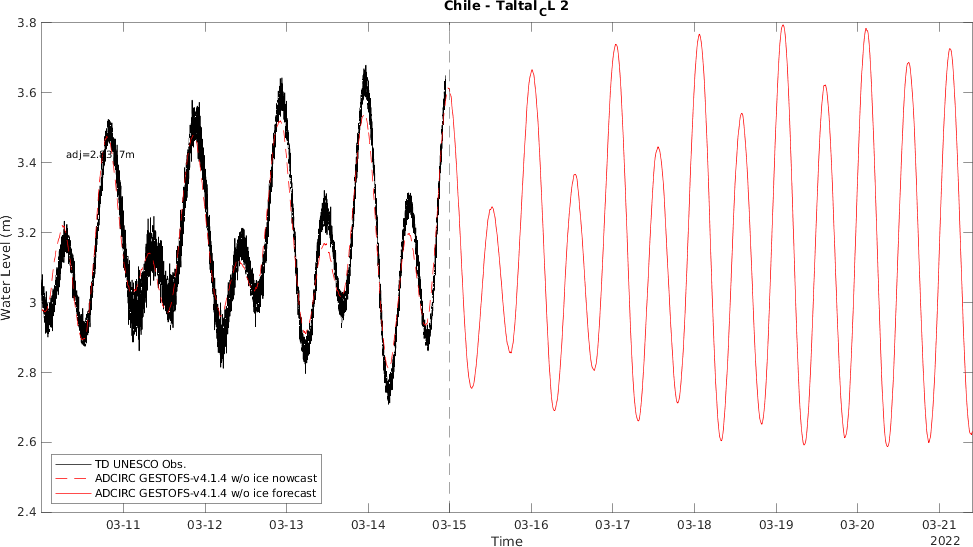 Chile - Taltal_CL 2
3.8
3.6
3.4
3.2
3
2.8
2.6
2.4
Water Level (m)
TD UNESCO Obs.
ADCIRC GESTOFS-v4.1.4 w/o ice nowcast
ADCIRC GESTOFS-v4.1.4 w/o ice forecast
03-11 03-12 03-13 03-14 03-15 03-16 03-17 03-18 03-19 03-20 03-21
Time
2022